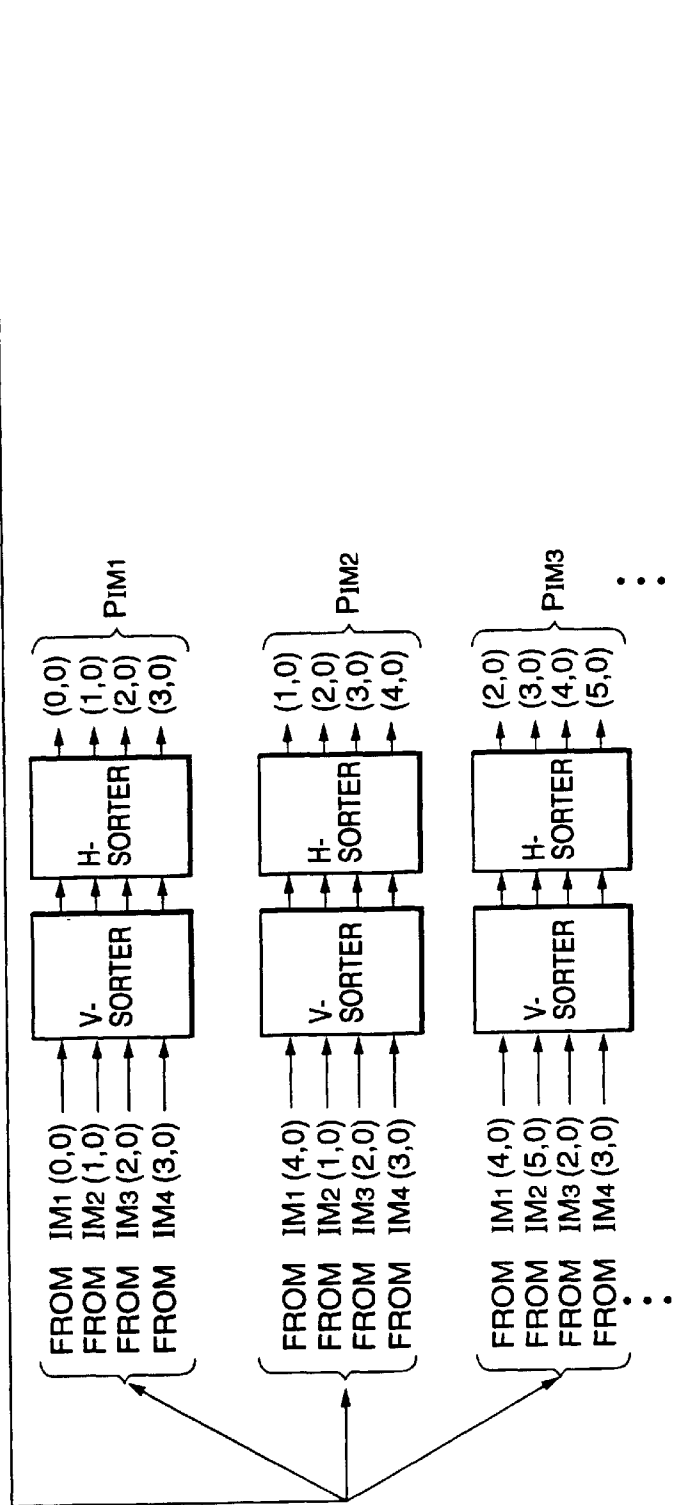 FROM IM1 (0,0)
FROM IM2 (1,0)
FROM IM3 (2,0)
FROM IM4 (3,0)
V-
SORTER
H-
SORTER
(0,0)
(1,0)
(2,0)
(3,0)
PIM1
FROM IM1 (4,0)
FROM IM2 (1,0)
FROM IM3 (2,0)
FROM IM4 (3,0)
V-
SORTER
H-
SORTER
(1,0)
(2,0)
(3,0)
(4,0)
PIM2
FROM IM1 (4,0)
FROM IM2 (5,0)
FROM IM3 (2,0)
FROM IM4 (3,0)
V-
SORTER
H-
SORTER
(2,0)
(3,0)
(4,0)
(5,0)
PIM3